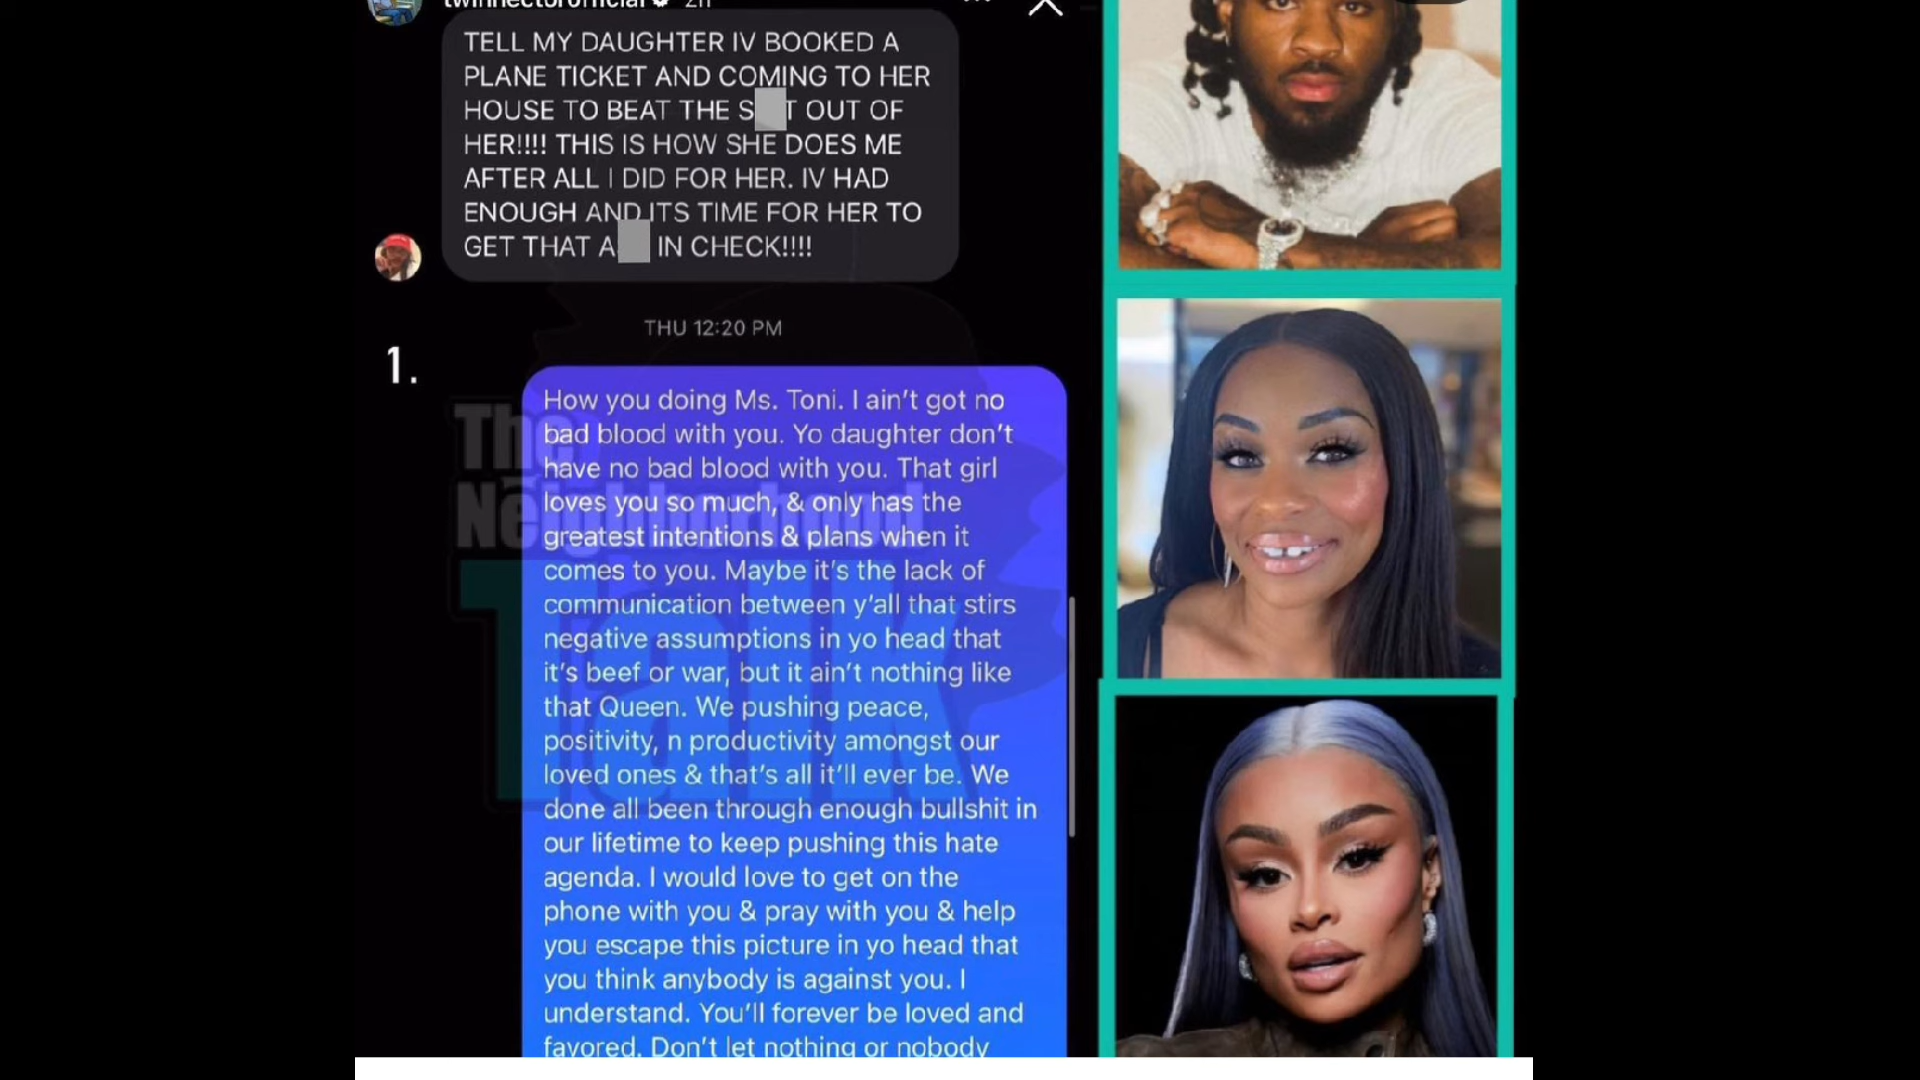 twinhectorofficial 2h
TELL MY DAUGHTER IV BOOKED A
PLANE TICKET AND COMING TO HER
HOUSE TO BEAT THE S T OUT OF
HER!!!! THIS IS HOW SHE DOES ME
AFTER ALL I DID FOR HER. IV HAD
ENOUGH AND ITS TIME FOR HER TO
GET THAT A IN CHECK!!!!
THU 12:20 PM
1.
How you doing Ms. Toni. I ain't got no
bad blood with you. Yo daughter don't
have no bad blood with you. That girl
loves you so much, & only has the
greatest intentions & plans when it
comes to you. Maybe it's the lack of
communication between y'all that stirs
negative assumptions in yo head that
it's beef or war, but it ain't nothing like
that Queen. We pushing peace,
positivity, n productivity amongst our
loved ones & that's all it'll ever be. We
done all been through enough bullshit in
our lifetime to keep pushing this hate
agenda. I would love to get on the
phone with you & pray with you & help
you escape this picture in yo head that
you think anybody is against you. I
understand. You'll forever be loved and
favored. Don't let nothing or nobody
The
Neighborhood
Talk